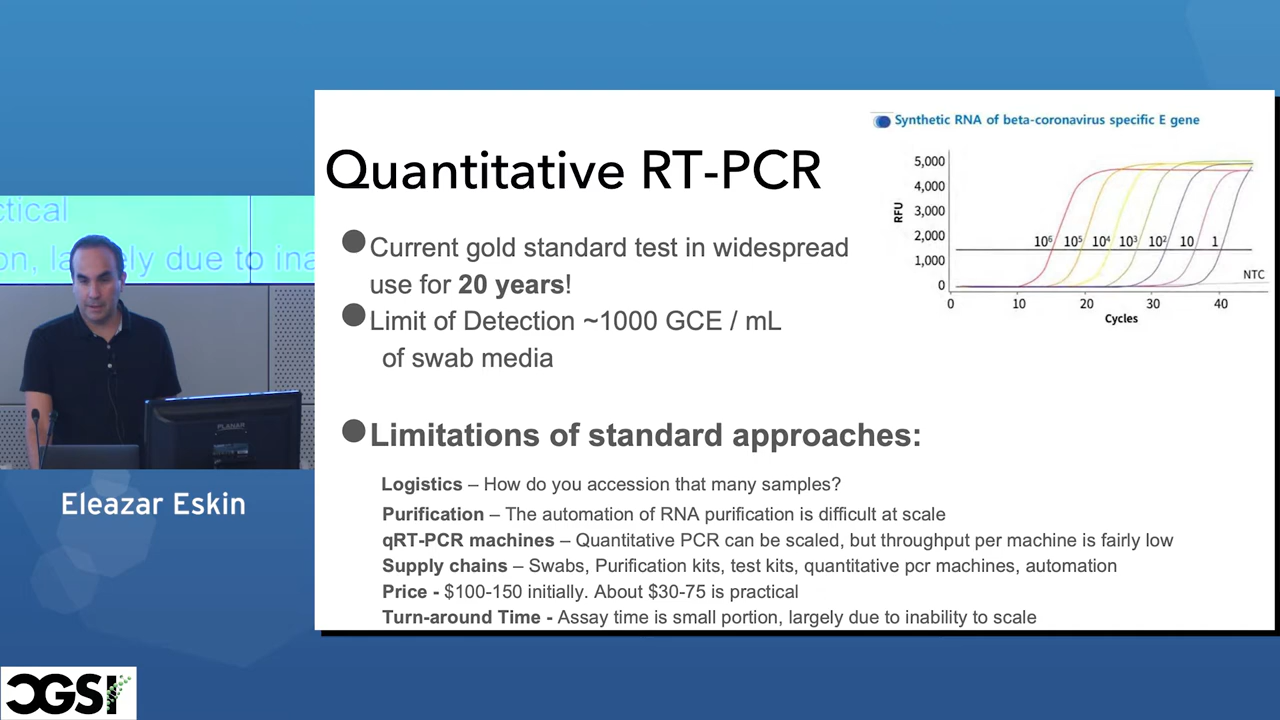 Synthetic RNA of beta-coronavirus specific E gene
Quantitative RT-PCR
5,000
4,000
3,000
2,000
1,000
0
RFU
10⁶ 10⁵ 10⁴ 10³ 10² 10 1
NTC
0 10 20 30 40
Cycles
Current gold standard test in widespread
use for 20 years!
Limit of Detection ~1000 GCE / mL
of swab media
Limitations of standard approaches:
Logistics – How do you accession that many samples?
Purification – The automation of RNA purification is difficult at scale
qRT-PCR machines – Quantitative PCR can be scaled, but throughput per machine is fairly low
Supply chains – Swabs, Purification kits, test kits, quantitative pcr machines, automation
Price - $100-150 initially. About $30-75 is practical
Turn-around Time - Assay time is small portion, largely due to inability to scale
ctical
on, la ely due to ina
PLANAR
Eleazar Eskin
CGSI